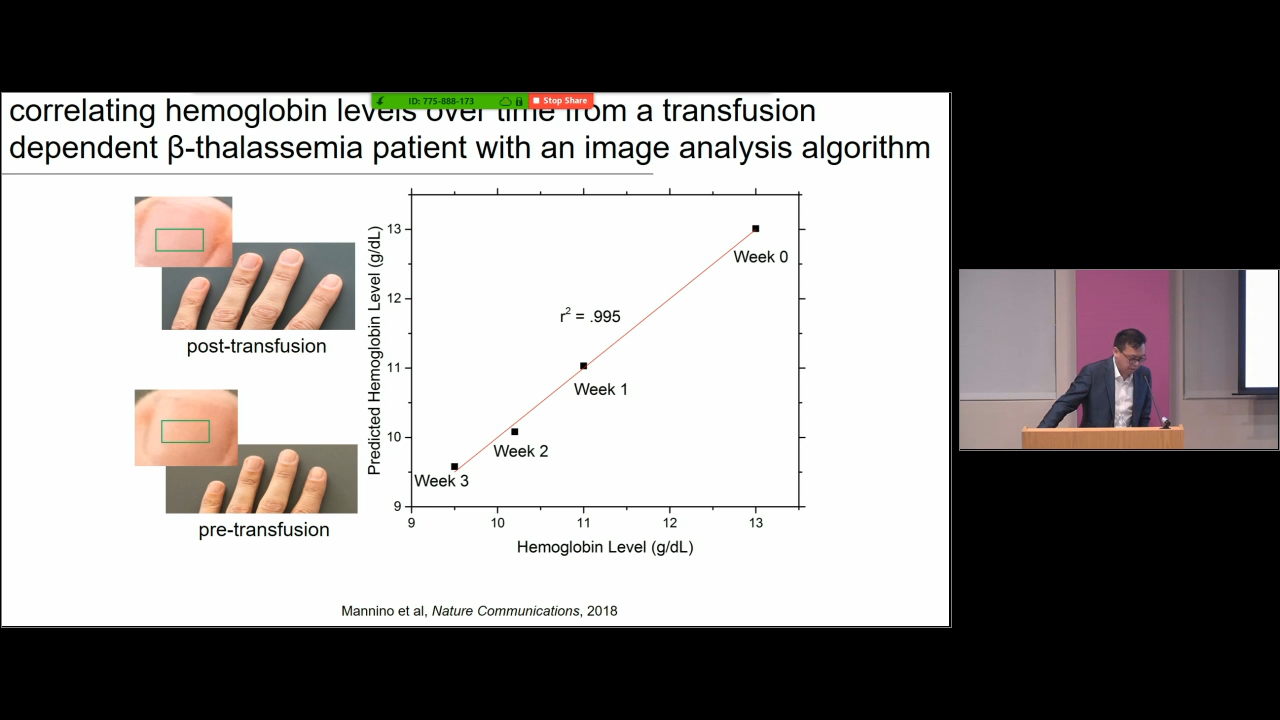 ID: 775-888-173
Stop Share
correlating hemoglobin levels over time from a transfusion
dependent β-thalassemia patient with an image analysis algorithm
post-transfusion
pre-transfusion
Predicted Hemoglobin Level (g/dL)
13
12
11
10
9
Week 0
r² = .995
Week 1
Week 2
Week 3
9
10
11
12
13
Hemoglobin Level (g/dL)
Mannino et al, Nature Communications, 2018